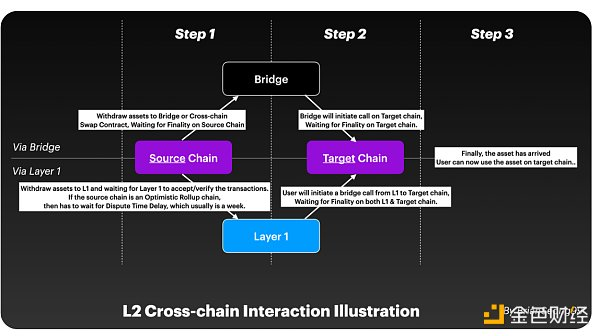 Step 1
Step 2
Step 3
Bridge
Withdraw assets to Bridge or Cross-chain
Swap Contract, Waiting for Finality on Source Chain
Bridge will initiate call on Target chain,
Waiting for Finality on Target chain.
Via Bridge
Source Chain
Target Chain
Finally, the asset has arrived
User can now use the asset on target chain..
Via Layer 1
Withdraw assets to L1 and waiting for Layer 1 to accept/verify the transactions.
If the source chain is an Optimistic Rollup chain,
then has to wait for Dispute Time Delay, which usually is a week.
User will initiate a bridge call from L1 to Target chain,
Waiting for Finality on both L1 & Target chain.
Layer 1
L2 Cross-chain Interaction Illustration
By
金色财经